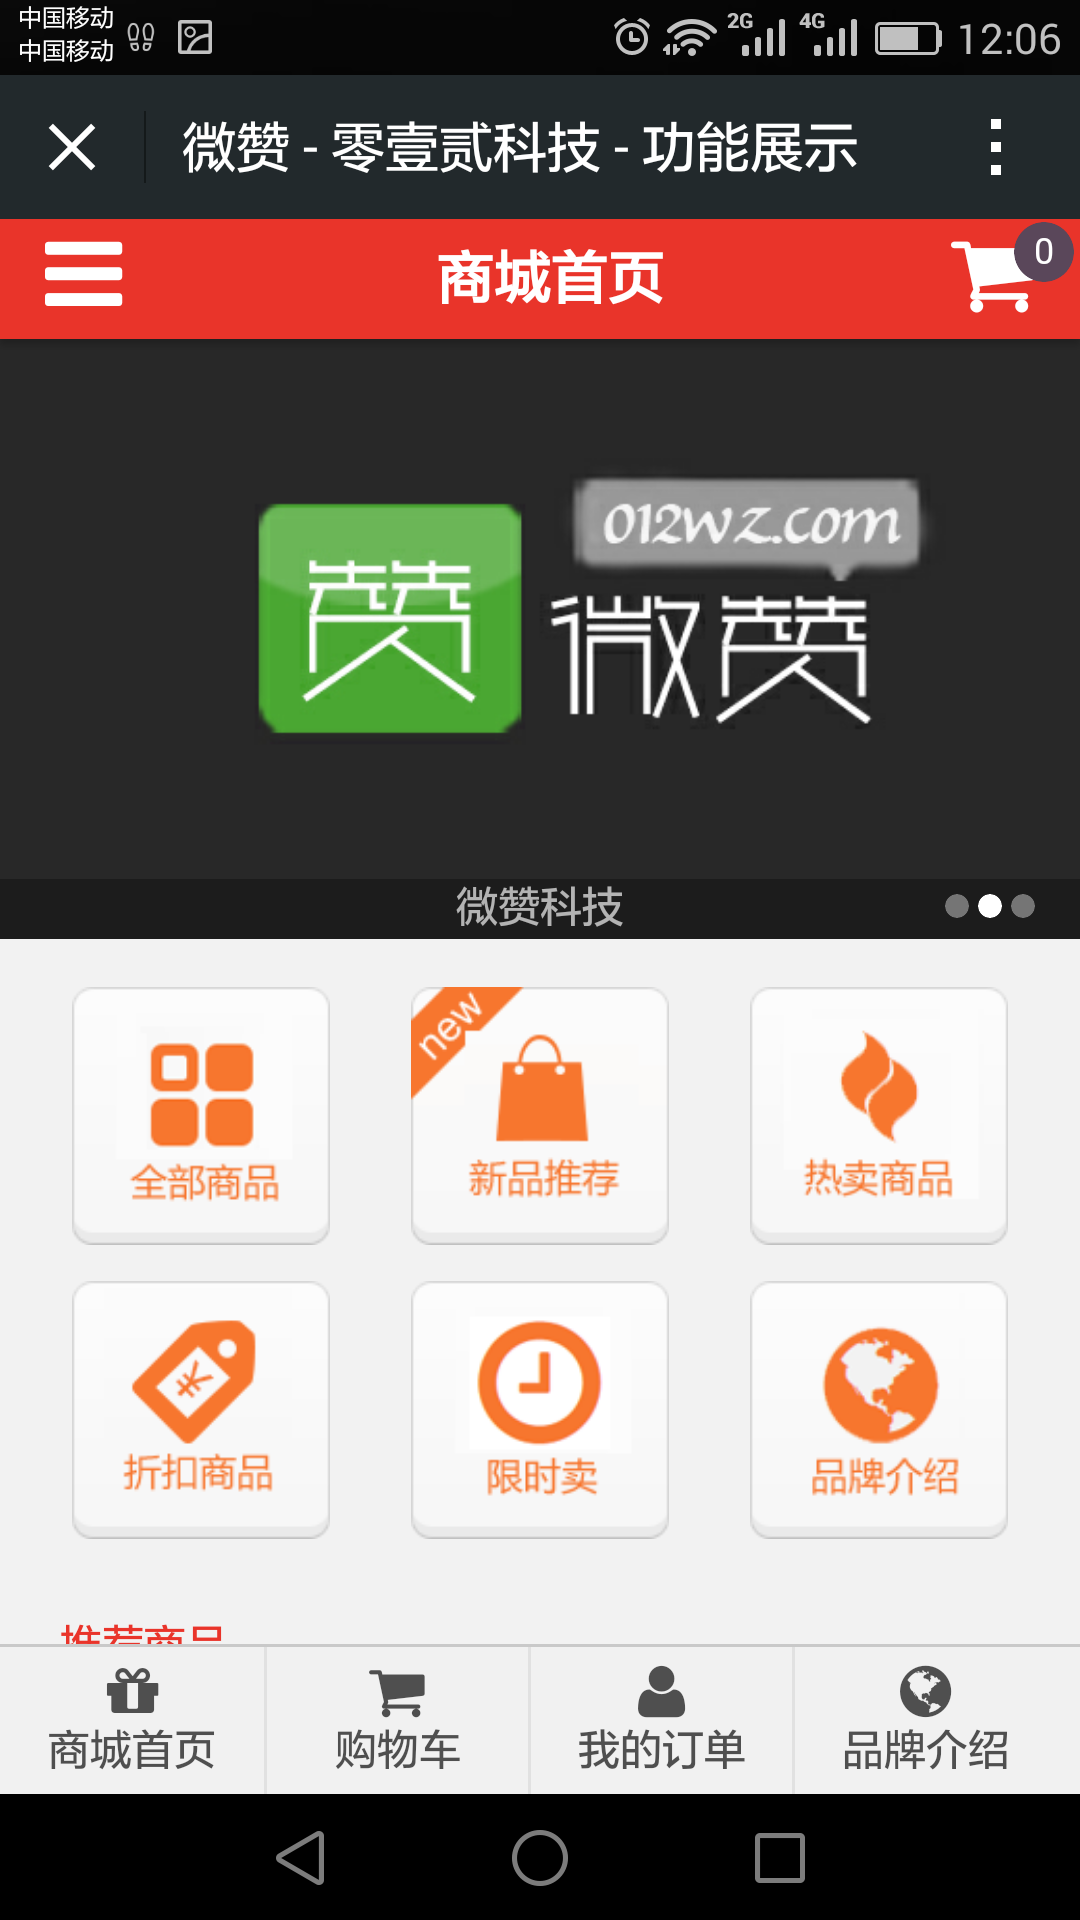 中国移动
中国移动
2G
4G
12:06
微赞 - 零壹贰科技 - 功能展示
商城首页
0
012wz.com
赞
微赞
微赞科技
全部商品
new
新品推荐
热卖商品
折扣商品
限时卖
品牌介绍
推荐商品
商城首页
购物车
我的订单
品牌介绍